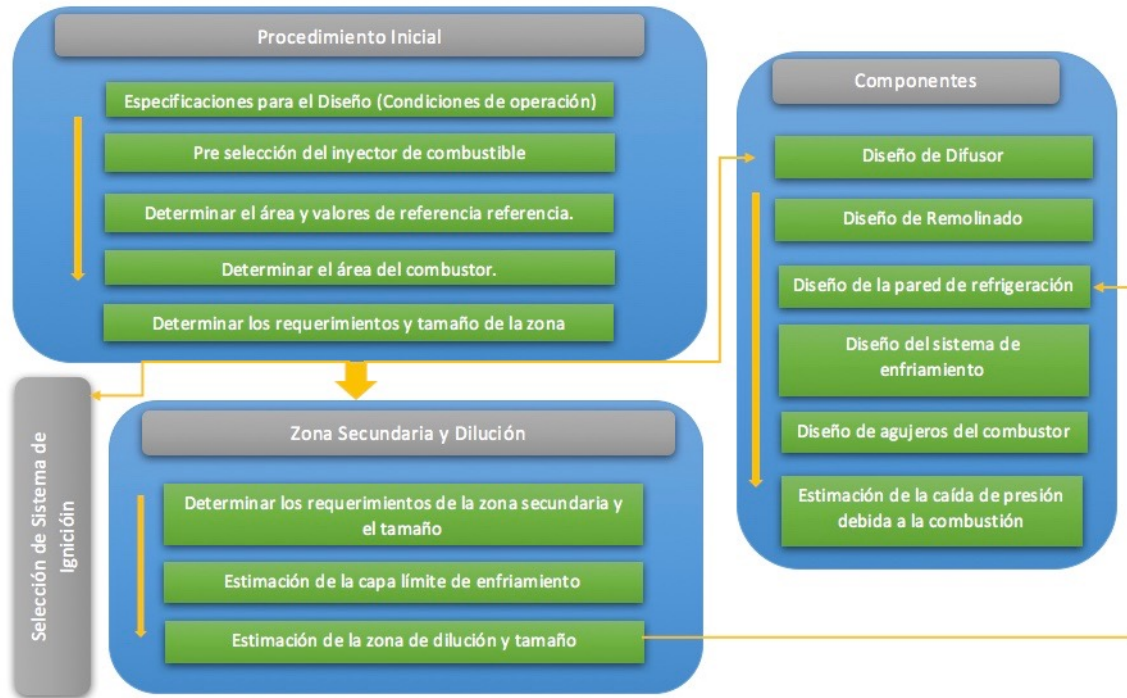 Procedimiento Inicial
Especificaciones para el Diseño (Condiciones de operación)
Pre selección del inyector de combustible
Determinar el área y valores de referencia referencia.
Determinar el área del combustor.
Determinar los requerimientos y tamaño de la zona
Componentes
Diseño de Difusor
Diseño de Remolinado
Diseño de la pared de refrigeración
Diseño del sistema de
enfriamiento
Diseño de agujeros del combustor
Estimación de la caída de presión
debida a la combustión
Selección de Sistema de
Igniciíin
Zona Secundaria y Dilución
Determinar los requerimientos de la zona secundaria y
el tamaño
Estimación de la capa límite de enfriamiento
Estimación de la zona de dilución y tamaño